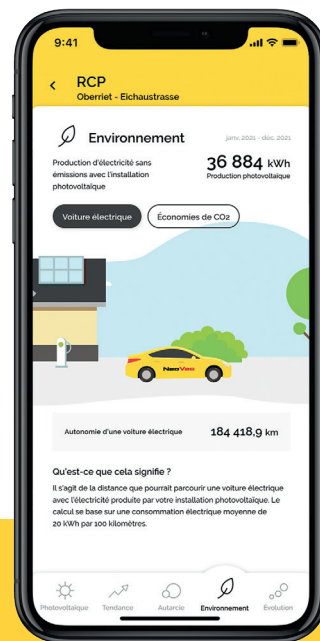 9:41
RCP
Oberriet - Eichaustrasse
Environnement
janv. 2021 - déc. 2021
Production d'électricité sans
émissions avec l'installation
photovoltaïque
36 884 kWh
Production photovoltaïque
Voiture électrique
Économies de CO2
NeoVac
Autonomie d'une voiture électrique
184 418,9 km
Qu'est-ce que cela signifie ?
Il s'agit de la distance que pourrait parcourir une voiture électrique
avec l'électricité produite par votre installation photovoltaïque. Le
calcul se base sur une consommation électrique moyenne de
20 kWh par 100 kilomètres.
Photovoltaïque
Tendance
Autarcie
Environnement
Évolution